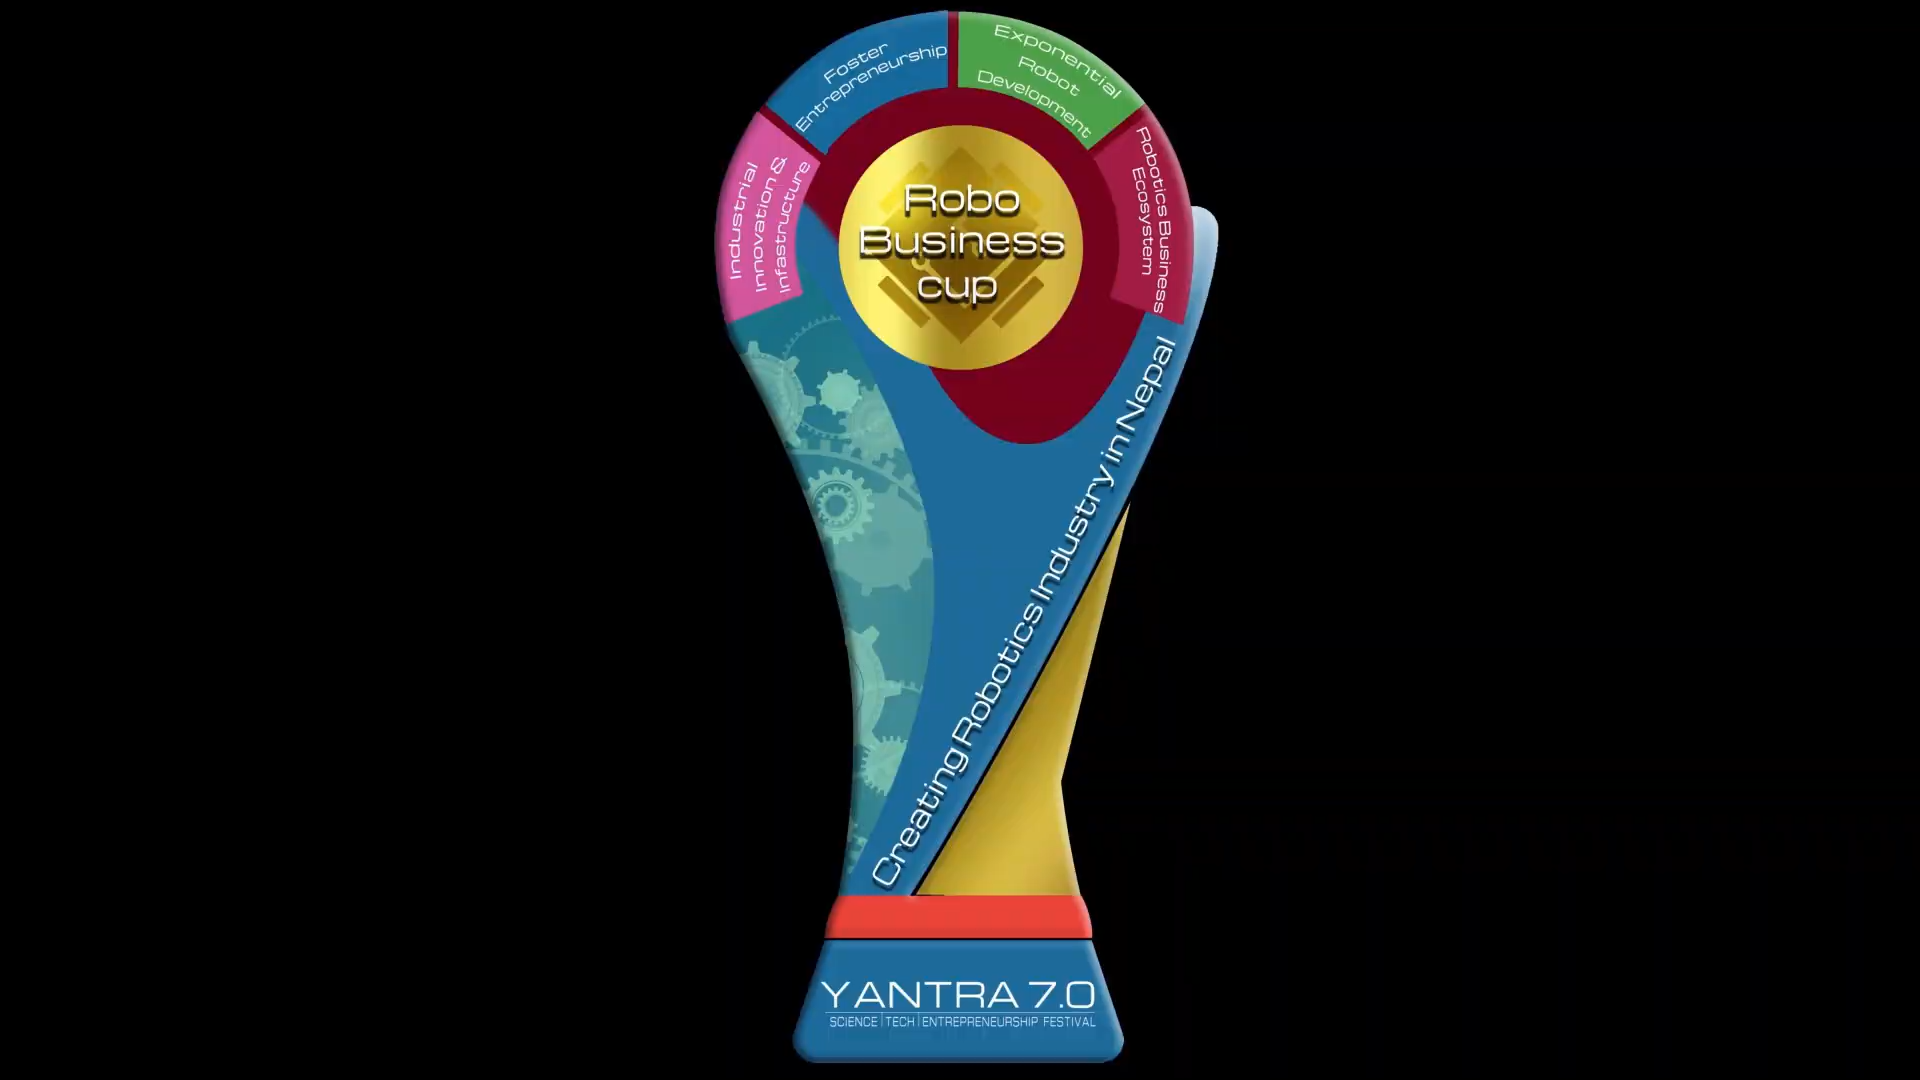 Foster
Entrepreneurship
Exponential
Robot
Development
Industrial
Innovation &
Infastructure
Robotics Business
Ecosystem
Robo
Business
cup
Creating Robotics Industry in Nepal
YANTRA 7.0
SCIENCE | TECH | ENTREPRENEURSHIP FESTIVAL